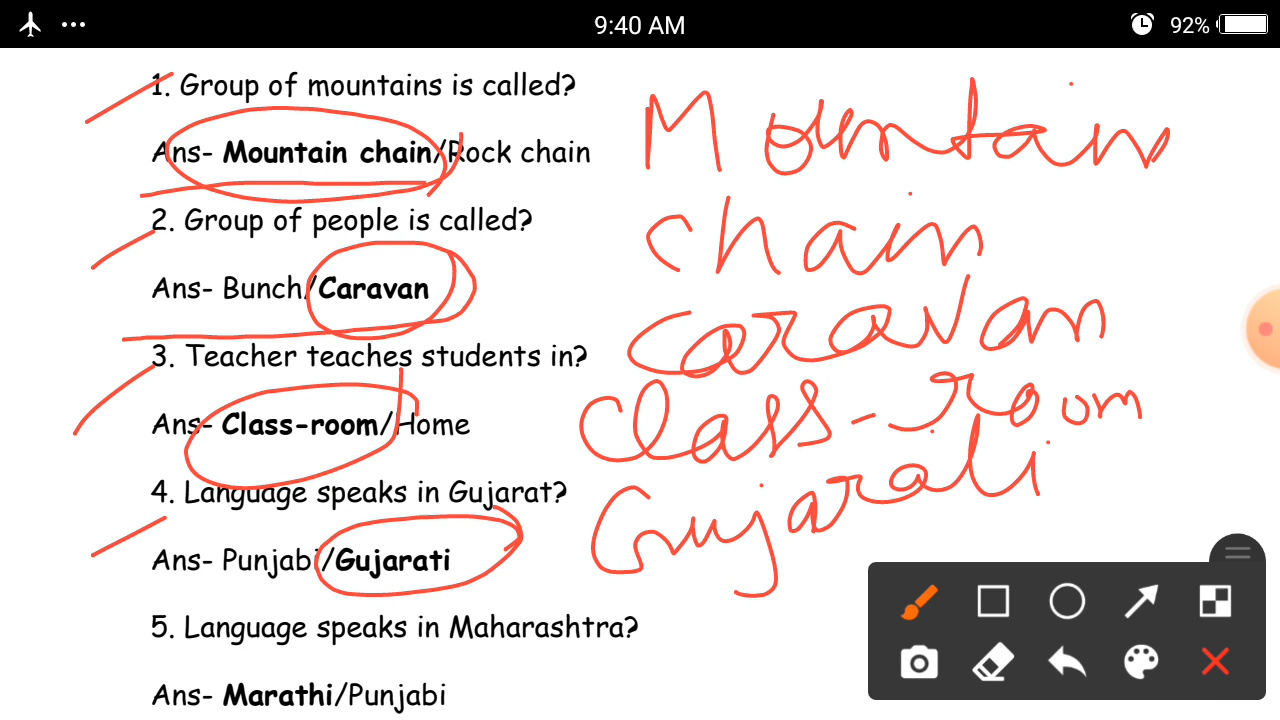 9:40 AM
92%
1. Group of mountains is called?
Ans- Mountain chain/Rock chain
2. Group of people is called?
Ans- Bunch/Caravan
3. Teacher teaches students in?
Ans- Class-room/Home
4. Language speaks in Gujarat?
Ans- Punjabi/Gujarati
5. Language speaks in Maharashtra?
Ans- Marathi/Punjabi
Mountain
chain
caravan
class-room
Gujarati